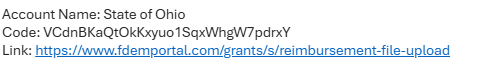 Account Name: State of Ohio
Code: VCdnBKaQtOkKxyuo1SqxWhgW7pdrxY
Link: https://www.fdemportal.com/grants/s/reimbursement-file-upload